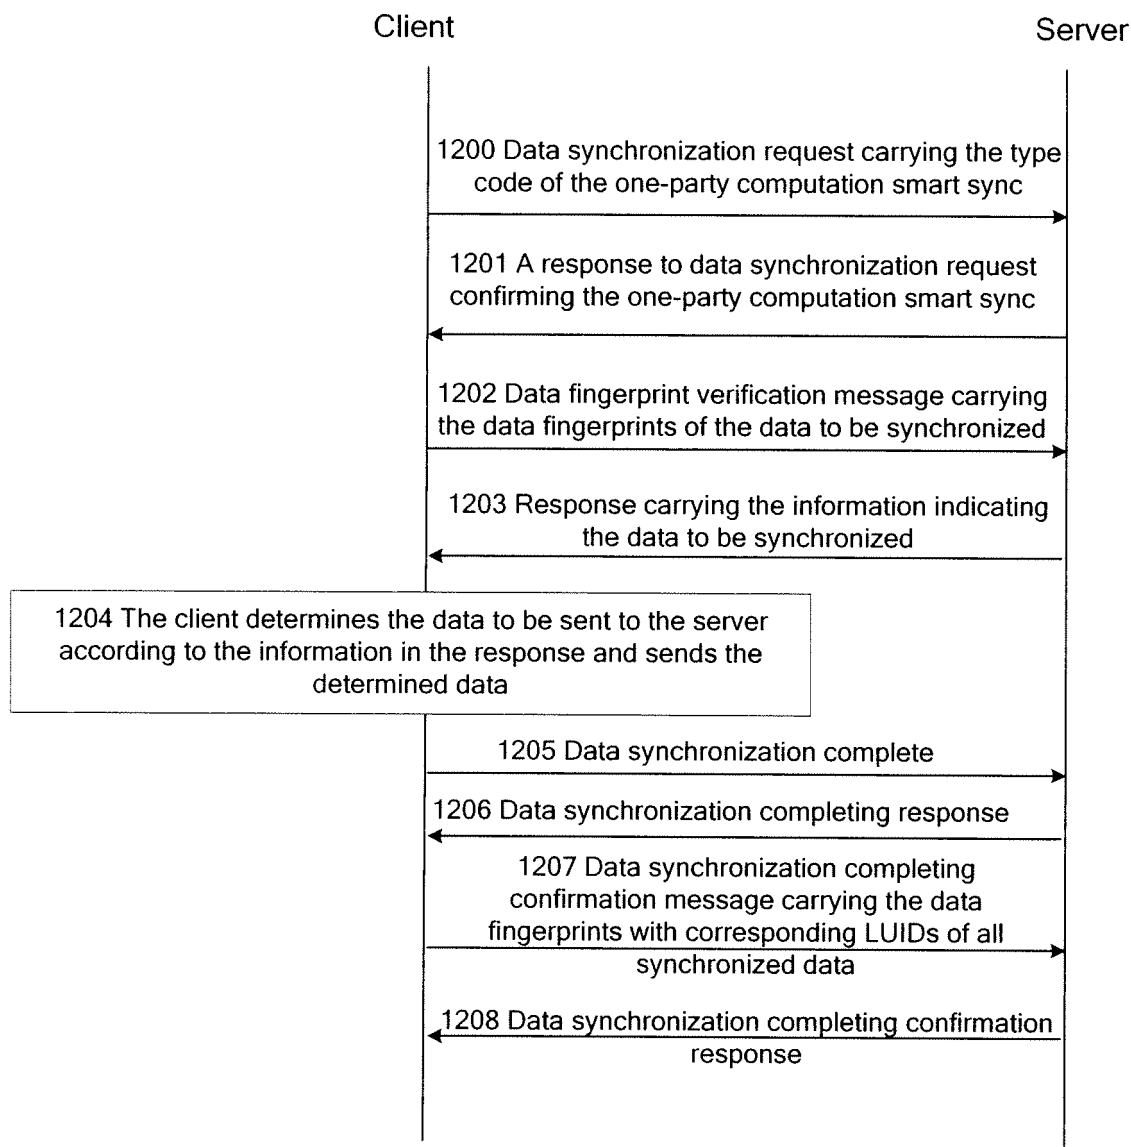 Client
Server
1200 Data synchronization request carrying the type
code of the one-party computation smart sync
1201 A response to data synchronization request
confirming the one-party computation smart sync
1202 Data fingerprint verification message carrying
the data fingerprints of the data to be synchronized
1203 Response carrying the information indicating
the data to be synchronized
1204 The client determines the data to be sent to the server
according to the information in the response and sends the
determined data
1205 Data synchronization complete
1206 Data synchronization completing response
1207 Data synchronization completing
confirmation message carrying the data
fingerprints with corresponding LUIDs of all
synchronized data
1208 Data synchronization completing confirmation
response